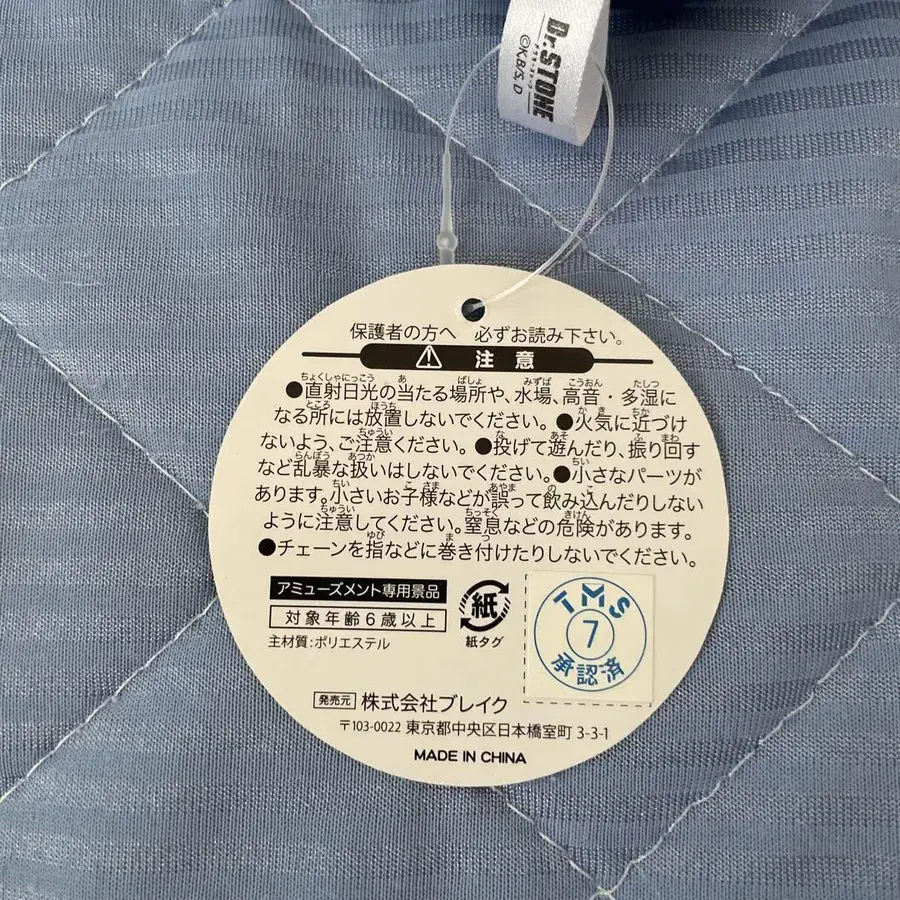 Dr.STONE
ドクターストーン
©K.B/S, D
保護者の方へ 必ずお読み下さい。
注意
●直射日光の当たる場所や、水場、高音・多湿に
なる所には放置しないでください。●火気に近づけ
ないよう、ご注意ください。●投げて遊んだり、振り回す
など乱暴な扱いはしないでください。●小さなパーツが
あります。小さいお子様などが誤って飲み込んだりしない
ように注意してください。窒息などの危険があります。
●チェーンを指などに巻き付けたりしないでください。
アミューズメント専用景品
対象年齢6歳以上
主材質：ポリエステル
紙
紙タグ
TMS
7
承認済
発売元 株式会社ブレイク
〒103-0022 東京都中央区日本橋室町 3-3-1
MADE IN CHINA